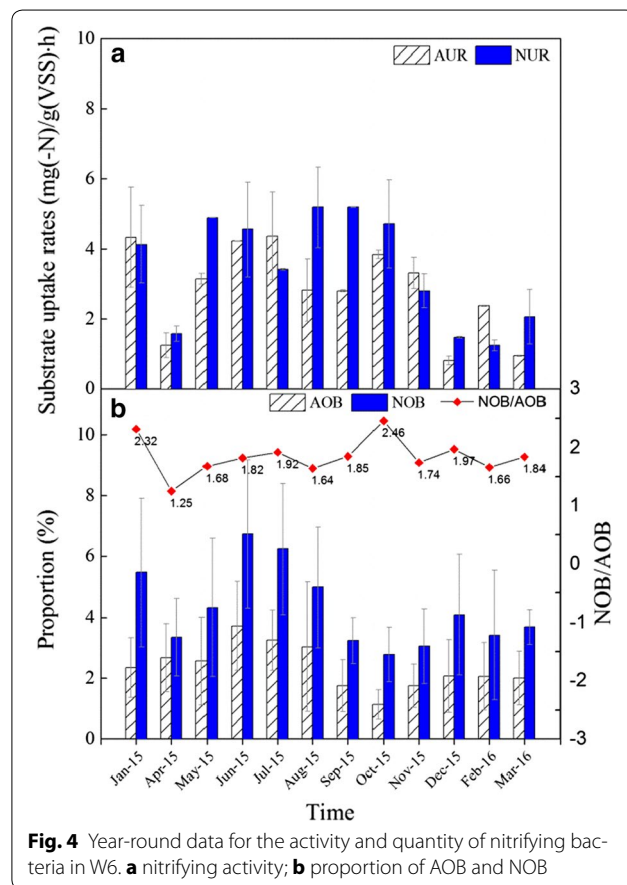 a
AUR NUR
Substrate uptake rates (mg(-N)/g(VSS)·h)
10
8
6
4
2
0
b
AOB NOB NOB/AOB
Proportion (%)
10
8
6
4
2
0
3
2
1
0
-1
-2
-3
NOB/AOB
2.32
1.25
1.68
1.82
1.92
1.64
1.85
2.46
1.74
1.97
1.66
1.84
Jan-15
Apr-15
May-15
Jun-15
Jul-15
Aug-15
Sep-15
Oct-15
Nov-15
Dec-15
Feb-16
Mar-16
Time
Fig. 4 Year-round data for the activity and quantity of nitrifying bac-
teria in W6. a nitrifying activity; b proportion of AOB and NOB